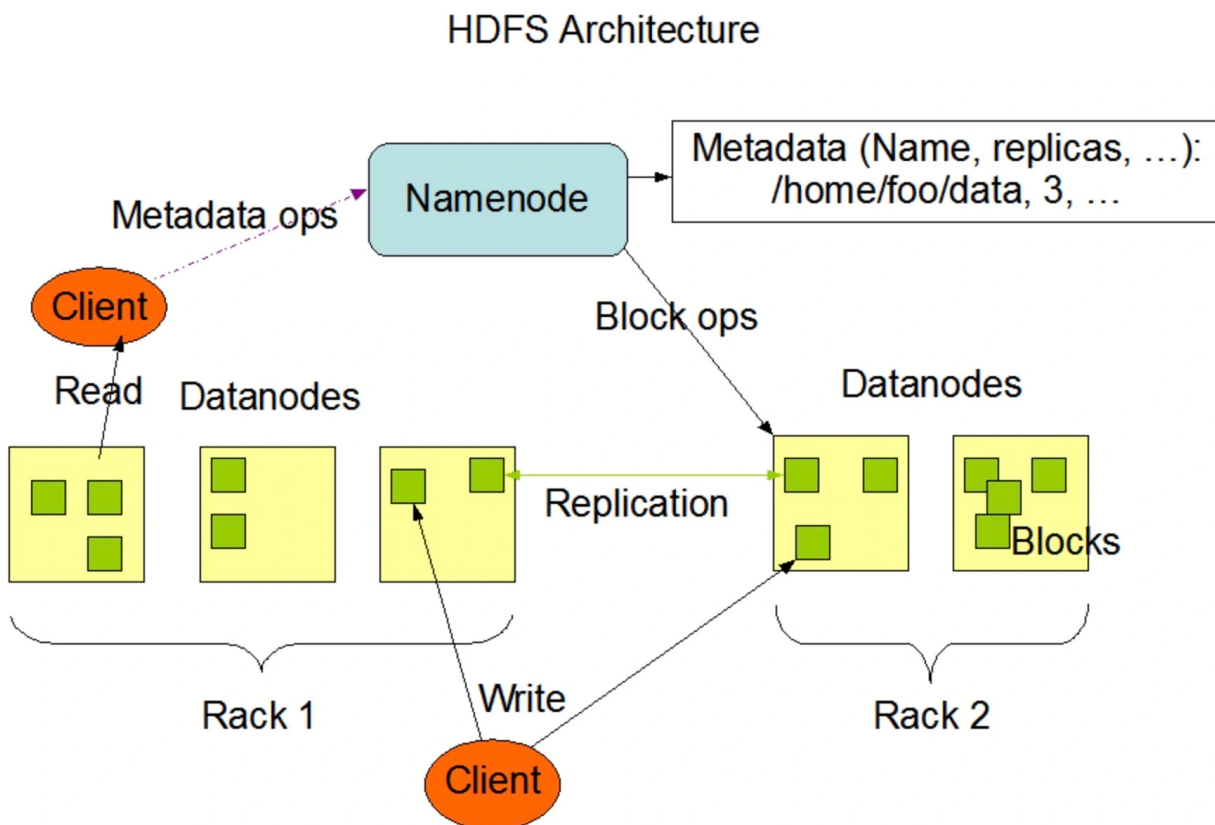 HDFS Architecture
Metadata (Name, replicas, …):
/home/foo/data, 3, …
Namenode
Metadata ops
Client
Block ops
Read
Datanodes
Datanodes
Replication
Blocks
Rack 1
Write
Rack 2
Client